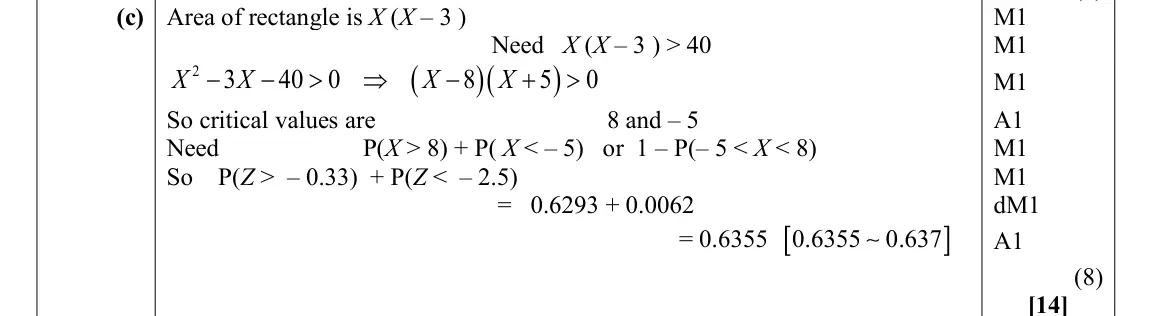 (c) Area of rectangle is X (X – 3 ) M1
Need X (X – 3 ) > 40 M1
X² − 3X − 40 > 0 ⇒ (X − 8)(X + 5) > 0 M1
So critical values are 8 and – 5 A1
Need P(X > 8) + P( X < – 5) or 1 – P(– 5 < X < 8) M1
So P(Z > – 0.33) + P(Z < – 2.5) M1
= 0.6293 + 0.0062 dM1
= 0.6355 [0.6355 ~ 0.637] A1
(8)
[14]